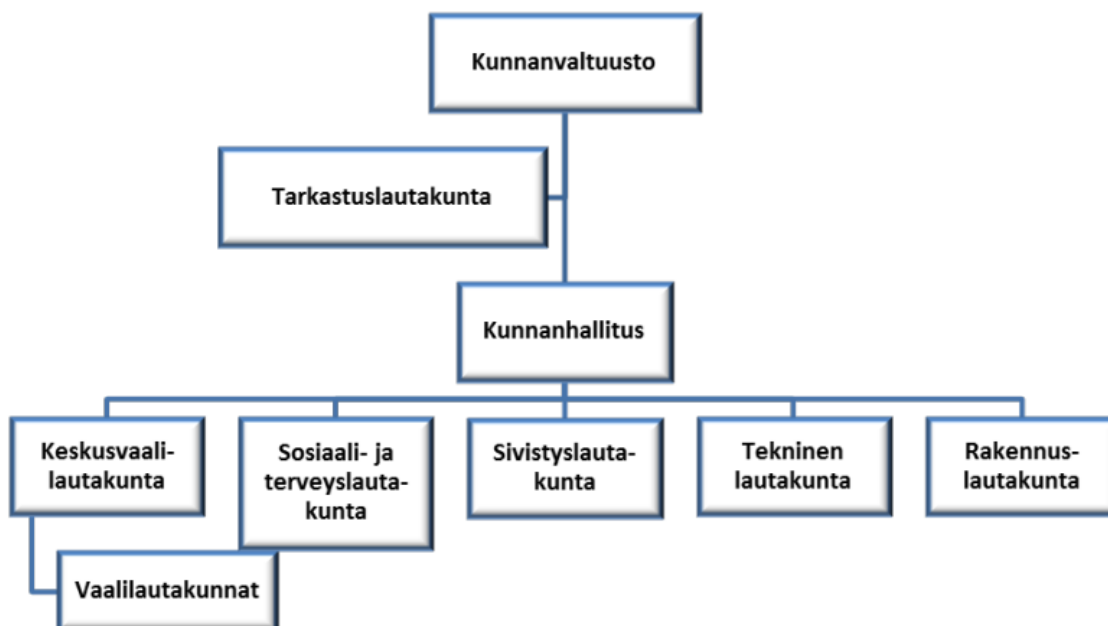 Kunnanvaltuusto
Tarkastuslautakunta
Kunnanhallitus
Keskusvaali-
lautakunta
Sosiaali- ja
terveyslauta-
kunta
Sivistyslauta-
kunta
Tekninen
lautakunta
Rakennus-
lautakunta
Vaalilautakunnat